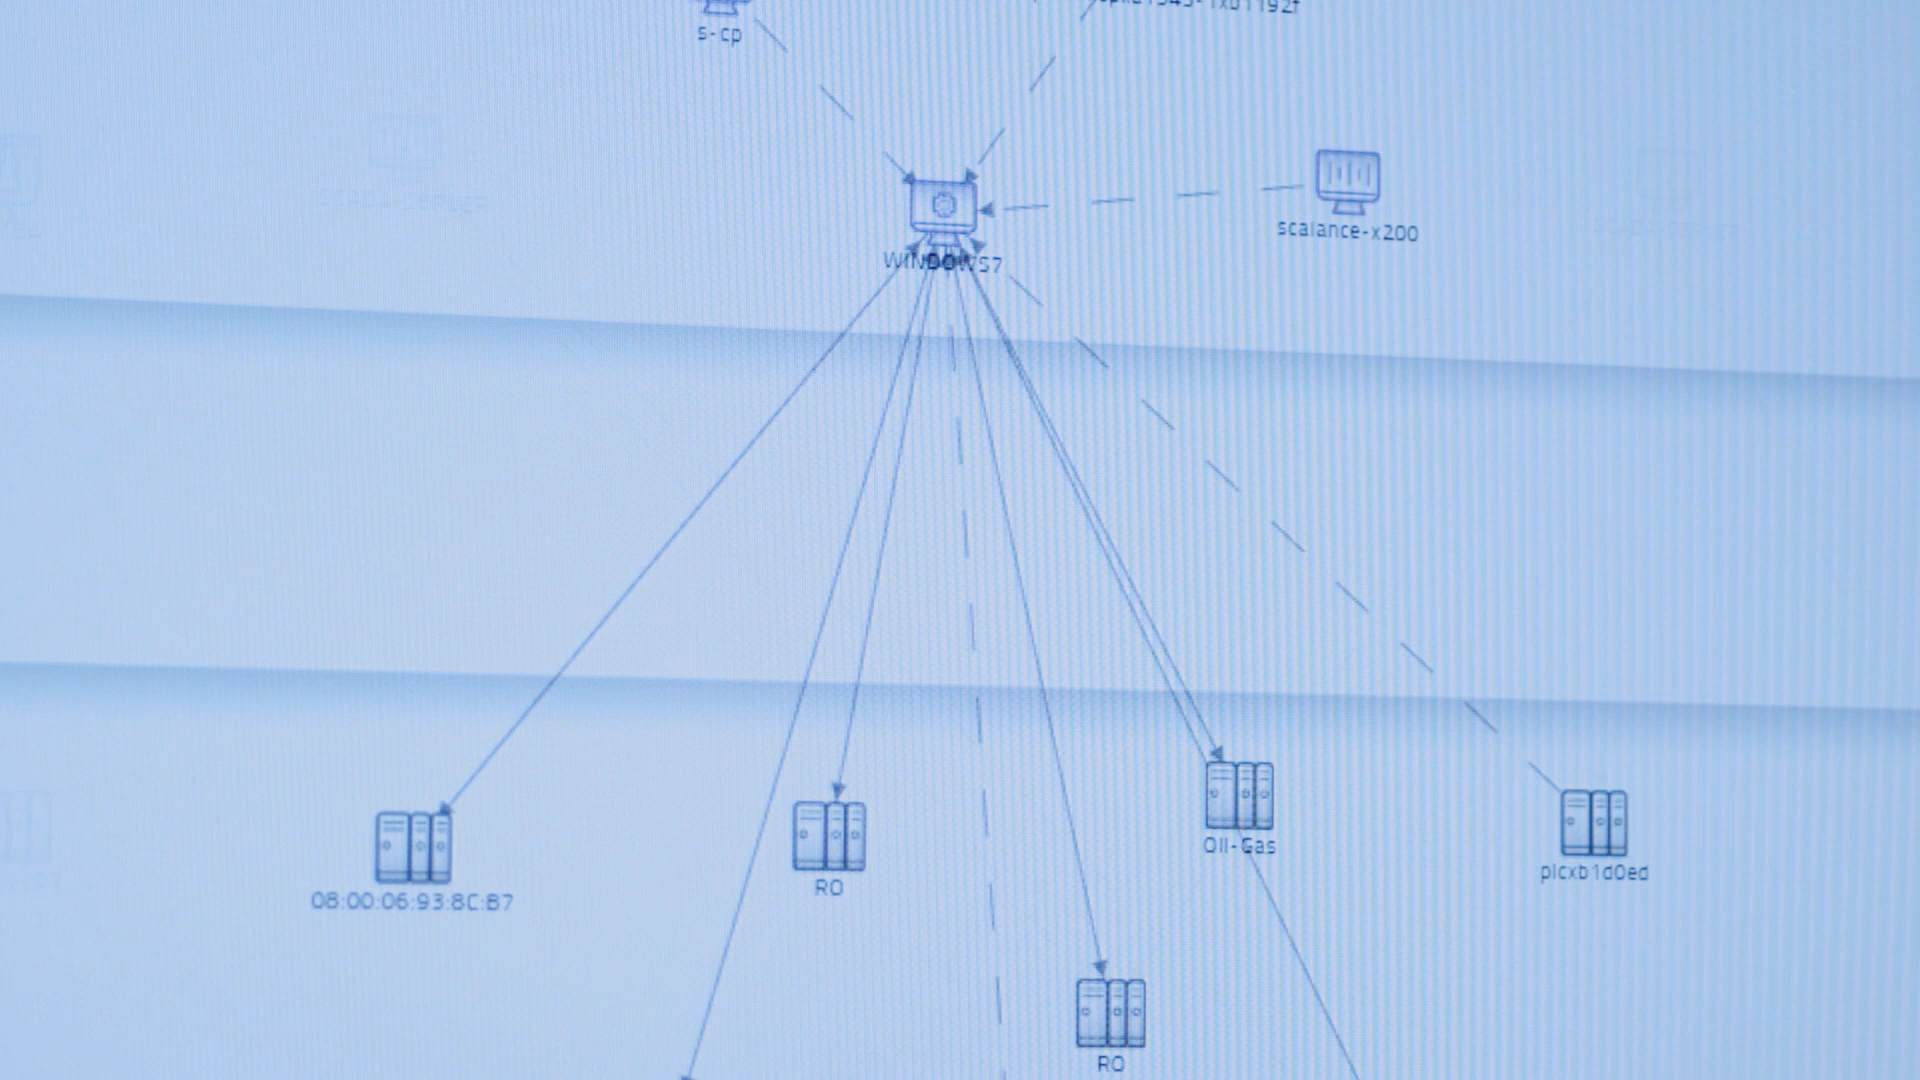 s-cp
scalance-x200
WINDOWS7
Oil-Gas
plcxb1d0ed
RO
08:00:06:93:8C:B7
RO